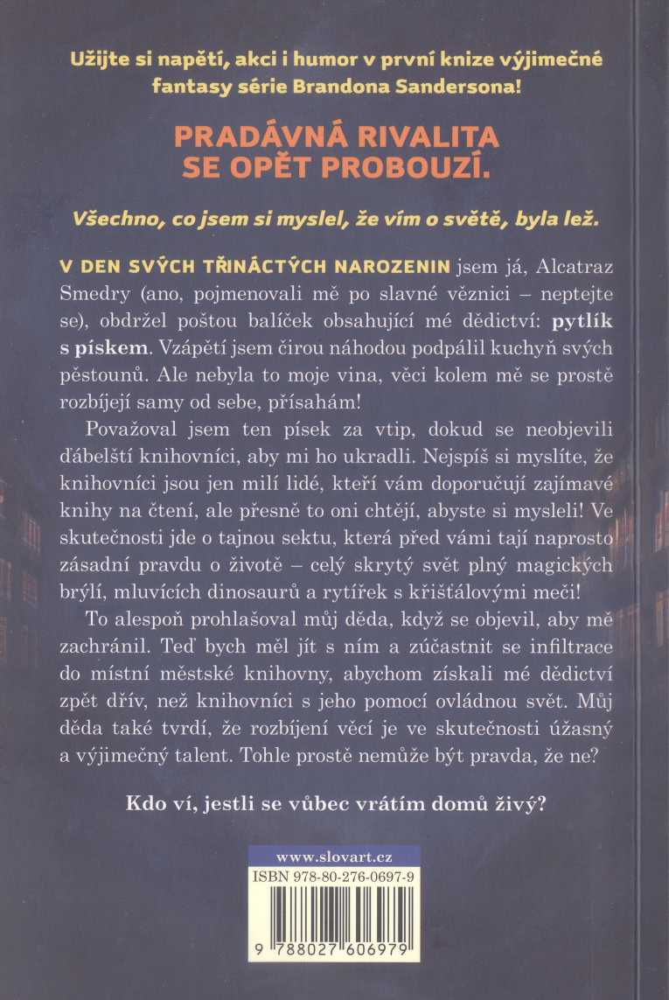 Užijte si napětí, akci i humor v první knize výjimečné
fantasy série Brandona Sandersona!
PRADÁVNÁ RIVALITA
SE OPĚT PROBOUZÍ.
Všechno, co jsem si myslel, že vím o světě, byla lež.
V DEN SVÝCH TŘINÁCTÝCH NAROZENIN jsem já, Alcatraz
Smedry (ano, pojmenovali mě po slavné věznici – neptejte
se), obdržel poštou balíček obsahující mé dědictví: pytlík
s pískem. Vzápětí jsem čirou náhodou podpálil kuchyň svých
pěstounů. Ale nebyla to moje vina, věci kolem mě se prostě
rozbíjejí samy od sebe, přísahám!
Považoval jsem ten písek za vtip, dokud se neobjevili
ďábelští knihovníci, aby mi ho ukradli. Nejspíš si myslíte, že
knihovníci jsou jen milí lidé, kteří vám doporučují zajímavé
knihy na čtení, ale přesně to oni chtějí, abyste si mysleli! Ve
skutečnosti jde o tajnou sektu, která před vámi tají naprosto
zásadní pravdu o životě – celý skrytý svět plný magických
brýlí, mluvících dinosaurů a rytířek s křišťálovými meči!
To alespoň prohlašoval můj děda, když se objevil, aby mě
zachránil. Teď bych měl jít s ním a zúčastnit se infiltrace
do místní městské knihovny, abychom získali mé dědictví
zpět dřív, než knihovníci s jeho pomocí ovládnou svět. Můj
děda také tvrdí, že rozbíjení věcí je ve skutečnosti úžasný
a výjimečný talent. Tohle prostě nemůže být pravda, že ne?
Kdo ví, jestli se vůbec vrátím domů živý?
www.slovart.cz
ISBN 978-80-276-0697-9
9 788027 606979